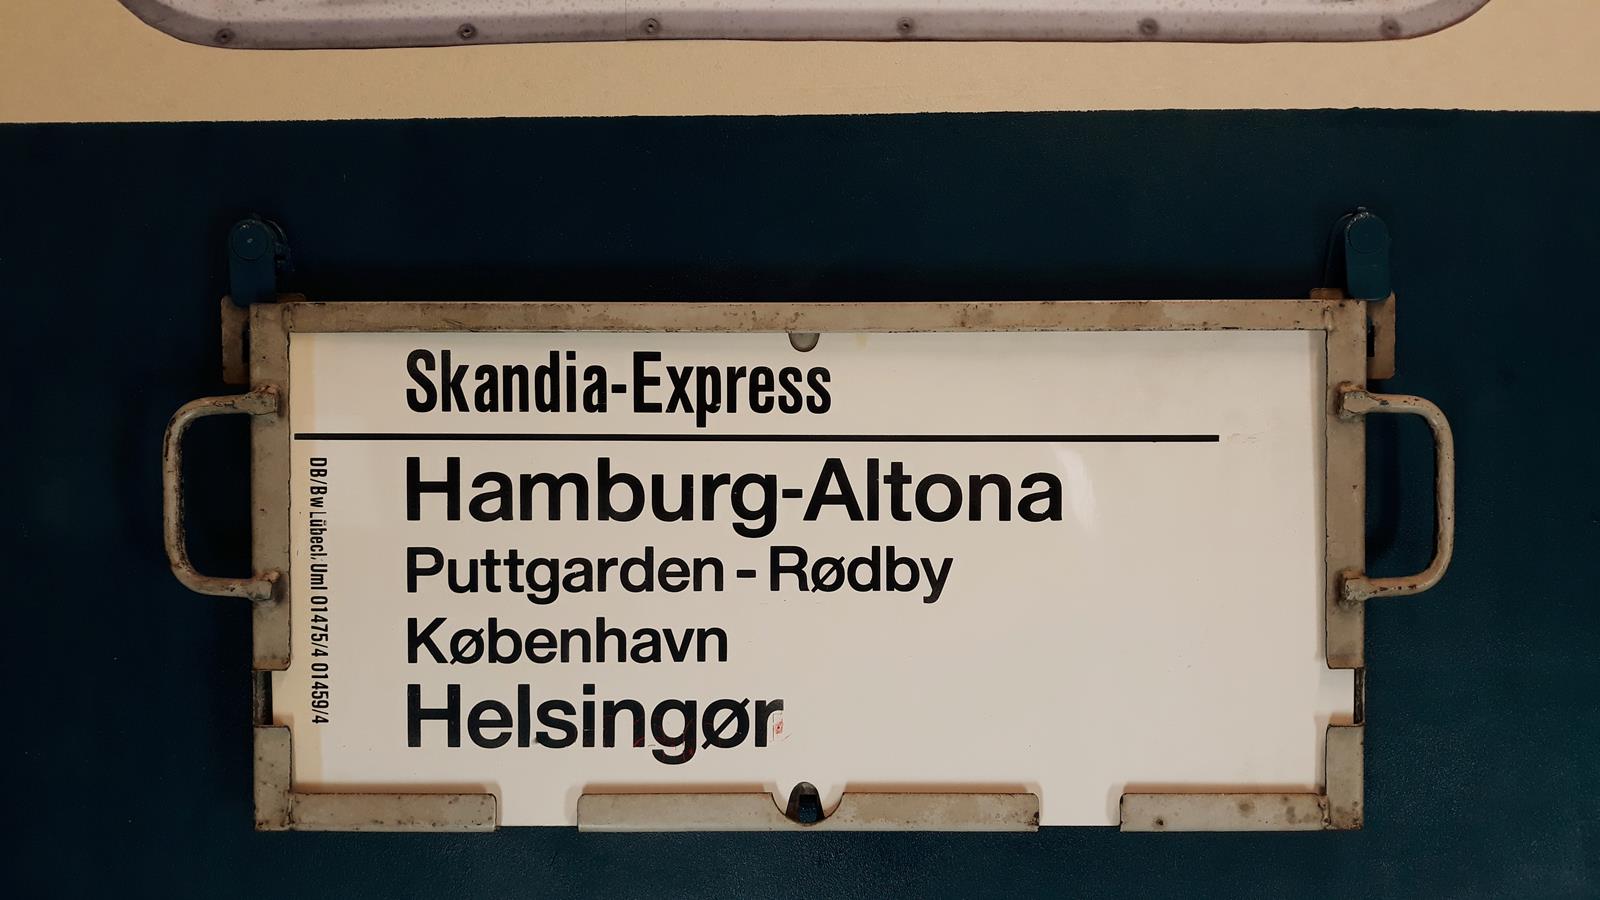 Skandia-Express
Hamburg-Altona
Puttgarden - Rødby
København
Helsingør
DB/Bw Lübeck Uml 01475/4 01459/4